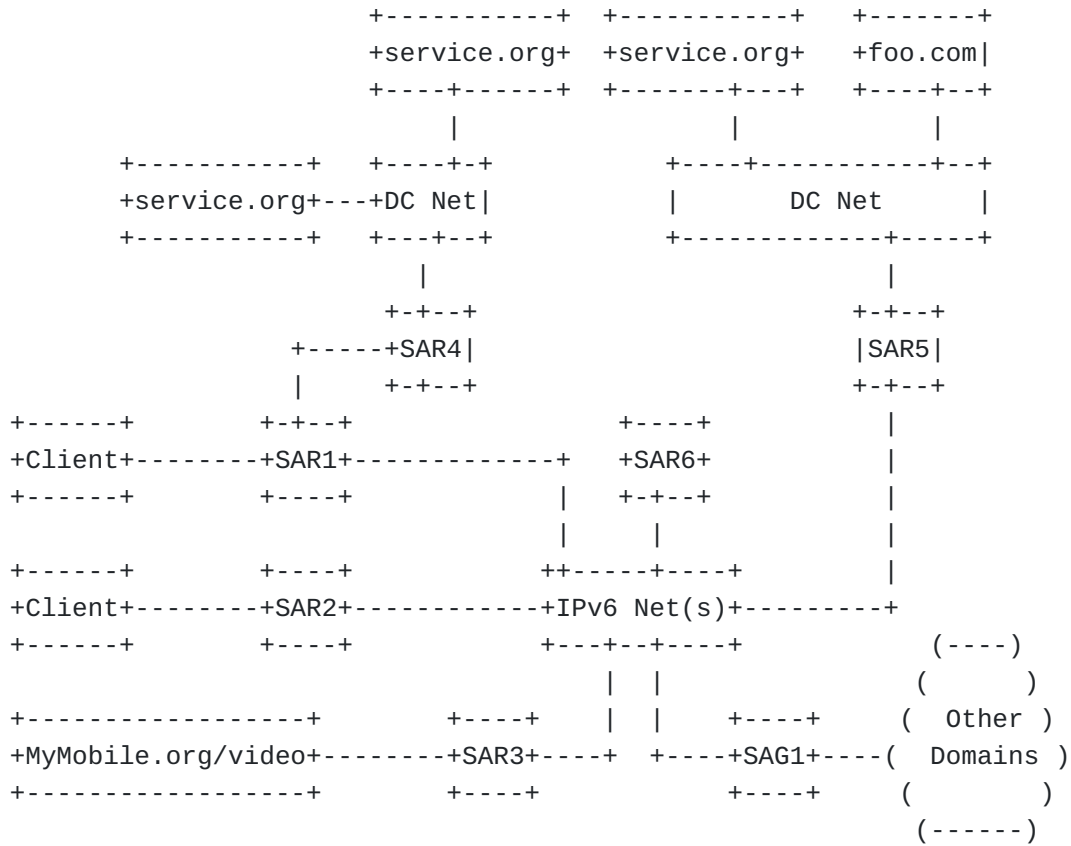 service.org service.org foo.com
service.org DC Net DC Net
SAR4 SAR5
Client SAR1 SAR6
Client SAR2 IPv6 Net(s)
Other
MyMobile.org/video SAR3 SAG1 Domains